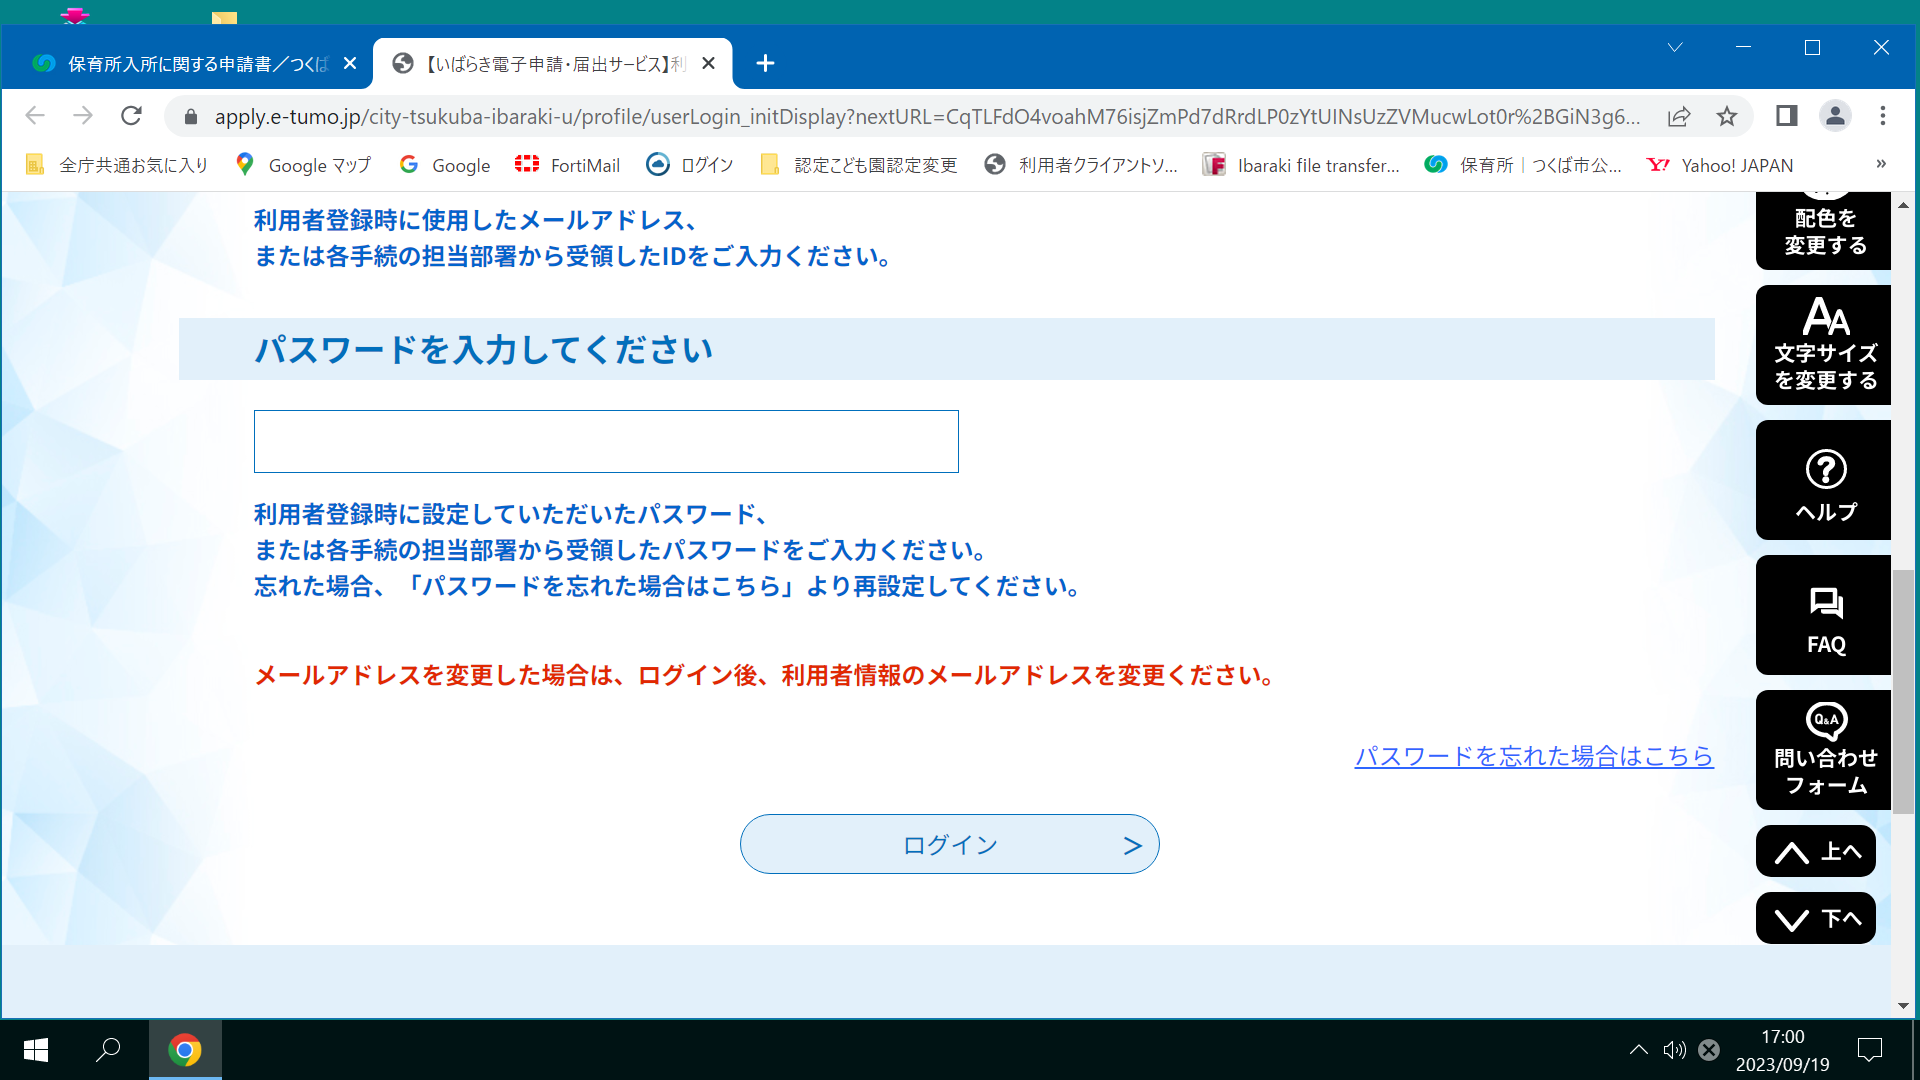 保育所入所に関する申請書／つくば
【いばらき電子申請・届出サービス】利
apply.e-tumo.jp/city-tsukuba-ibaraki-u/profile/userLogin_initDisplay?nextURL=CqTLFdO4voahM76isjZmPd7dRrdLP0zYtUINsUzZVMucwLot0r%2BGiN3g6...
全庁共通お気に入り
Google マップ
Google
FortiMail
ログイン
認定こども園認定変更
利用者クライアントソ...
Ibaraki file transfer...
保育所｜つくば市公...
Yahoo! JAPAN
»
利用者登録時に使用したメールアドレス、
または各手続の担当部署から受領したIDをご入力ください。
パスワードを入力してください
利用者登録時に設定していただいたパスワード、
または各手続の担当部署から受領したパスワードをご入力ください。
忘れた場合、「パスワードを忘れた場合はこちら」より再設定してください。
メールアドレスを変更した場合は、ログイン後、利用者情報のメールアドレスを変更ください。
パスワードを忘れた場合はこちら
ログイン
配色を
変更する
AA
文字サイズ
を変更する
ヘルプ
FAQ
Q&A
問い合わせ
フォーム
上へ
下へ
17:00
2023/09/19